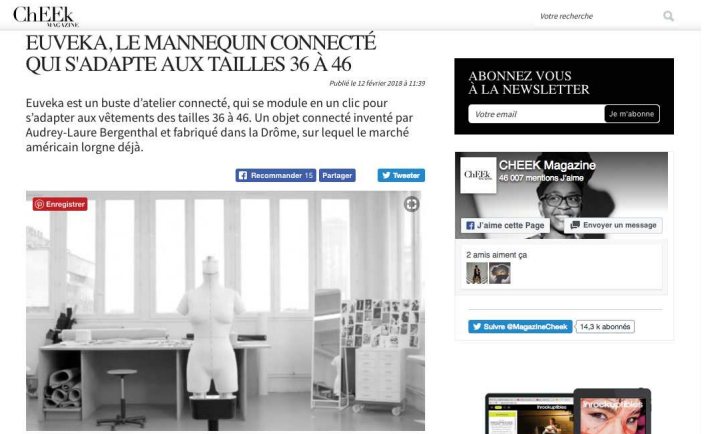 ChEEk
MAGAZINE
Votre recherche
EUVEKA, LE MANNEQUIN CONNECTÉ
QUI S'ADAPTE AUX TAILLES 36 À 46
Publié le 12 février 2018 à 11:39
Euveka est un buste d'atelier connecté, qui se module en un clic pour
s'adapter aux vêtements des tailles 36 à 46. Un objet connecté inventé par
Audrey-Laure Bergenthal et fabriqué dans la Drôme, sur lequel le marché
américain lorgne déjà.
Recommander 15
Partager
Tweeter
Enregistrer
ABONNEZ VOUS
À LA NEWSLETTER
Votre email
Je m'abonne
ChEEk
CHEEK Magazine
46 007 mentions J'aime
J'aime cette Page
Envoyer un message
2 amis aiment ça
Suivre @MagazineCheek
14,3 k abonnés
inrockuptibles
inrockuptibles